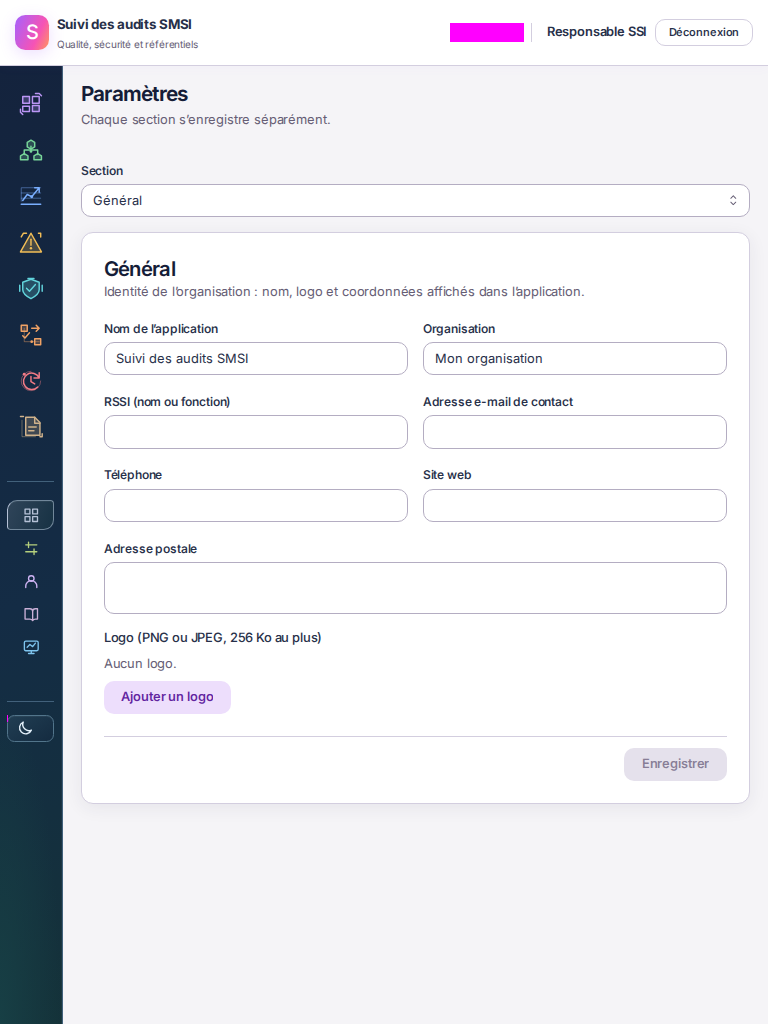 S
Suivi des audits SMSI
Qualité, sécurité et référentiels
Responsable SSI
Déconnexion
Paramètres
Chaque section s’enregistre séparément.
Section
Général
Général
Identité de l’organisation : nom, logo et coordonnées affichés dans l’application.
Nom de l’application
Organisation
Suivi des audits SMSI
Mon organisation
RSSI (nom ou fonction)
Adresse e-mail de contact
Téléphone
Site web
Adresse postale
Logo (PNG ou JPEG, 256 Ko au plus)
Aucun logo.
Ajouter un logo
Enregistrer